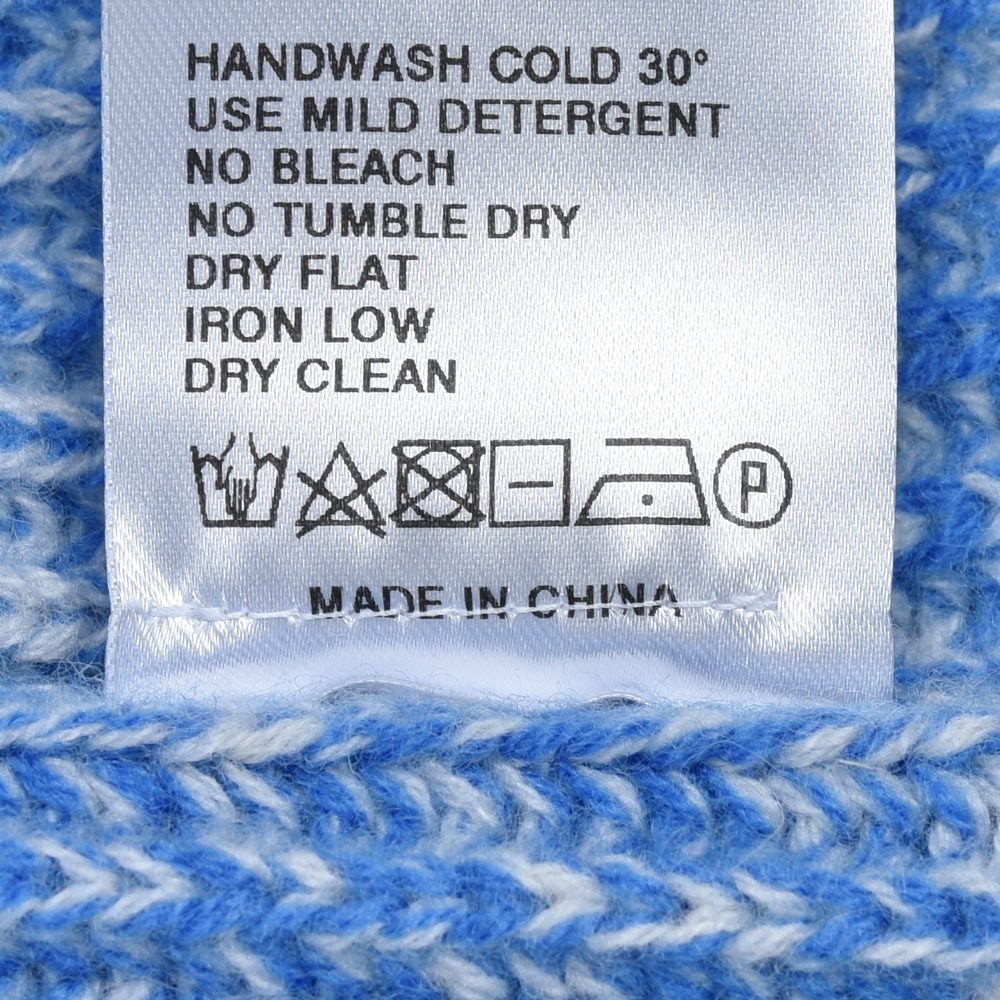 HANDWASH COLD 30°
USE MILD DETERGENT
NO BLEACH
NO TUMBLE DRY
DRY FLAT
IRON LOW
DRY CLEAN
P
MADE IN CHINA